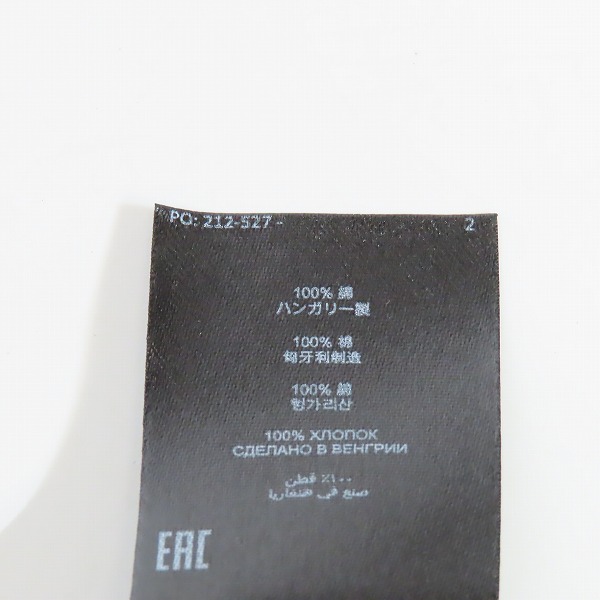 PO: 212-527 - 2
100% 綿
ハンガリー製
100% 棉
匈牙利制造
100% 綿
헝가리산
100% ХЛОПОК
СДЕЛАНО В ВЕНГРИИ
٪١٠٠ قطن
صنع في هنغاريا
EAC